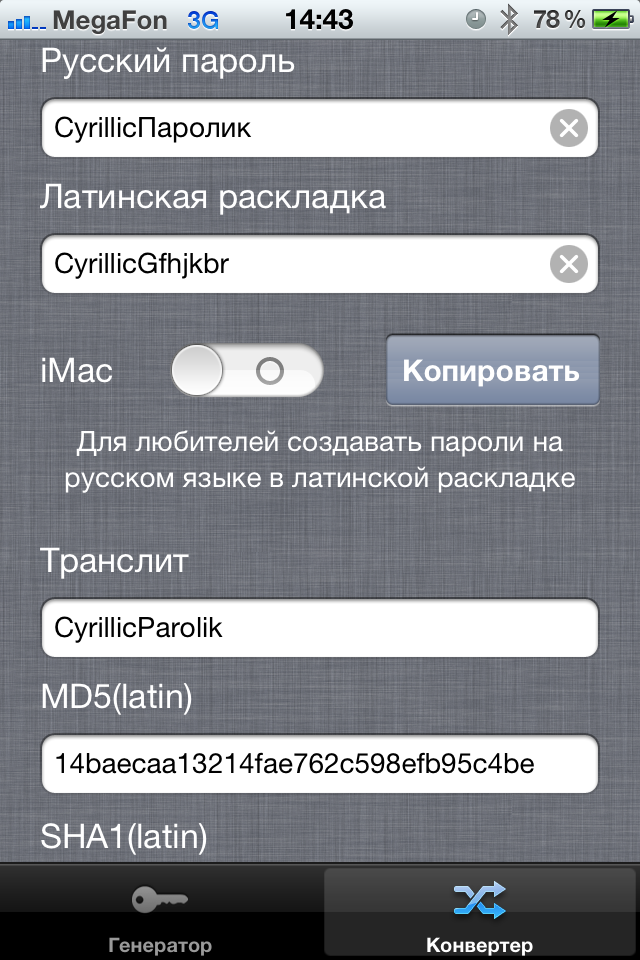 MegaFon 3G 14:43 78 %
Русский пароль
CyrillicПаролик
Латинская раскладка
CyrillicGfhjkbr
iMac Копировать
Для любителей создавать пароли на
русском языке в латинской раскладке
Транслит
CyrillicParolik
MD5(latin)
14baecaa13214fae762c598efb95c4be
SHA1(latin)
Генератор Конвертер